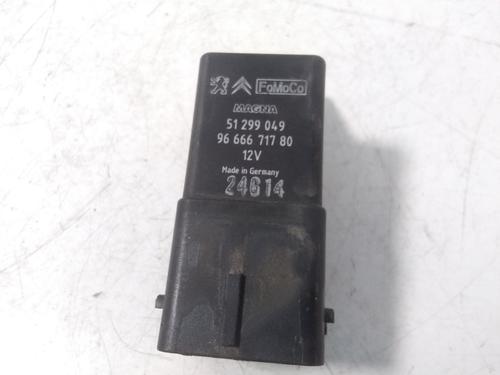 FoMoCo
MAGNA
51 299 049
96 666 717 80
12V
Made in Germany
24614